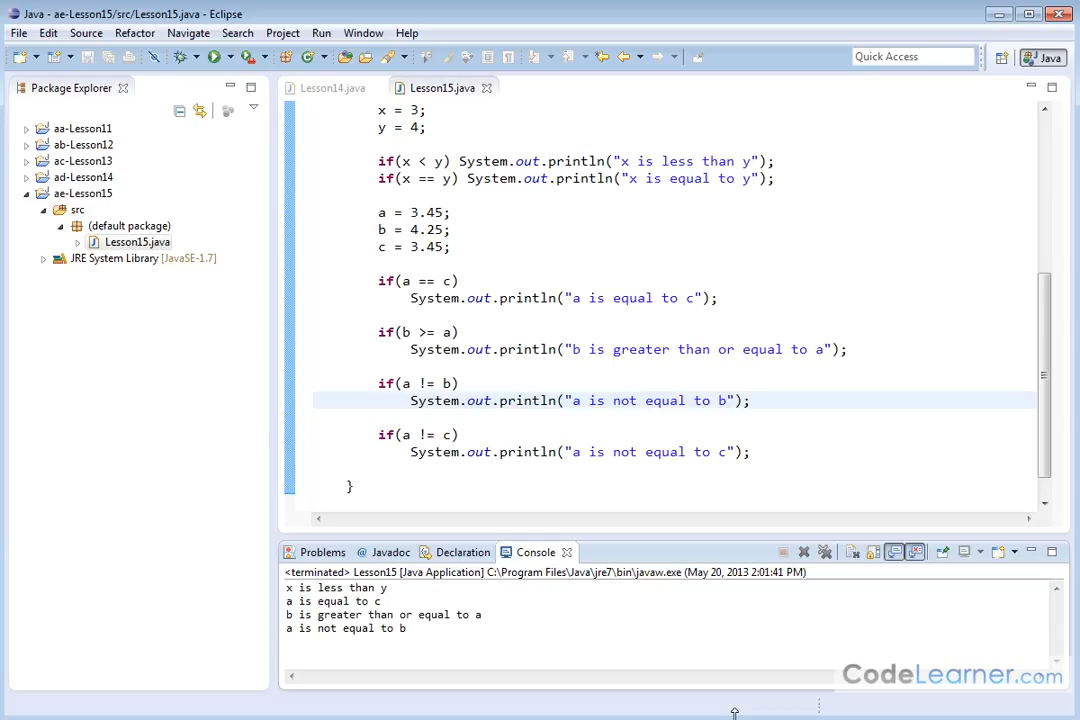 Java - ae-Lesson15/src/Lesson15.java - Eclipse
File Edit Source Refactor Navigate Search Project Run Window Help
Quick Access
Java
Package Explorer
aa-Lesson11
ab-Lesson12
ac-Lesson13
ad-Lesson14
ae-Lesson15
src
(default package)
Lesson15.java
JRE System Library [JavaSE-1.7]
Lesson14.java Lesson15.java
x = 3;
y = 4;
if(x < y) System.out.println("x is less than y");
if(x == y) System.out.println("x is equal to y");
a = 3.45;
b = 4.25;
c = 3.45;
if(a == c)
System.out.println("a is equal to c");
if(b >= a)
System.out.println("b is greater than or equal to a");
if(a != b)
System.out.println("a is not equal to b");
if(a != c)
System.out.println("a is not equal to c");
}
Problems @ Javadoc Declaration Console
<terminated> Lesson15 [Java Application] C:\Program Files\Java\jre7\bin\javaw.exe (May 20, 2013 2:01:41 PM)
x is less than y
a is equal to c
b is greater than or equal to a
a is not equal to b
CodeLearner.com